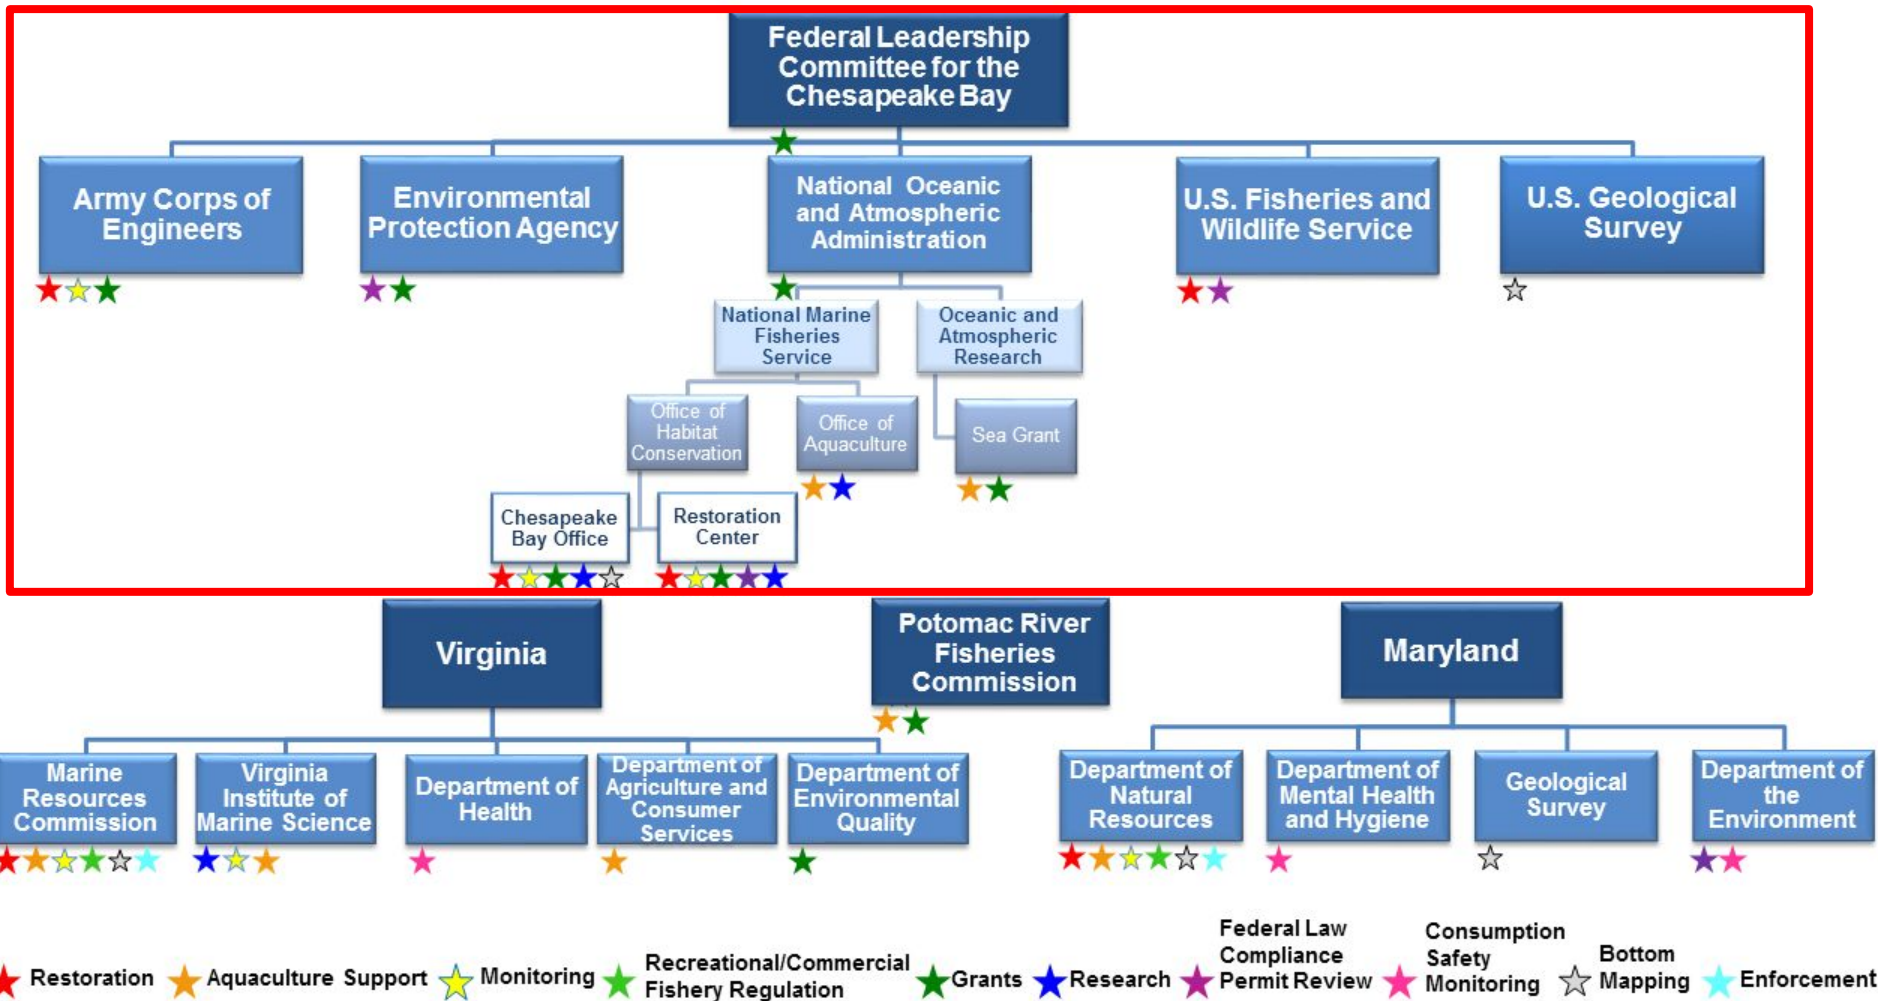 Federal Leadership
Committee for the
Chesapeake Bay
Army Corps of
Engineers
Environmental
Protection Agency
National Oceanic
and Atmospheric
Administration
U.S. Fisheries and
Wildlife Service
U.S. Geological
Survey
National Marine
Fisheries
Service
Oceanic and
Atmospheric
Research
Office of
Habitat
Conservation
Office of
Aquaculture
Sea Grant
Chesapeake
Bay Office
Restoration
Center
Virginia
Potomac River
Fisheries
Commission
Maryland
Marine
Resources
Commission
Virginia
Institute of
Marine Science
Department of
Health
Department of
Agriculture and
Consumer
Services
Department of
Environmental
Quality
Department of
Natural
Resources
Department of
Mental Health
and Hygiene
Geological
Survey
Department of
the
Environment
Restoration
Aquaculture Support
Monitoring
Recreational/Commercial
Fishery Regulation
Grants
Research
Federal Law
Compliance
Permit Review
Consumption
Safety
Monitoring
Bottom
Mapping
Enforcement